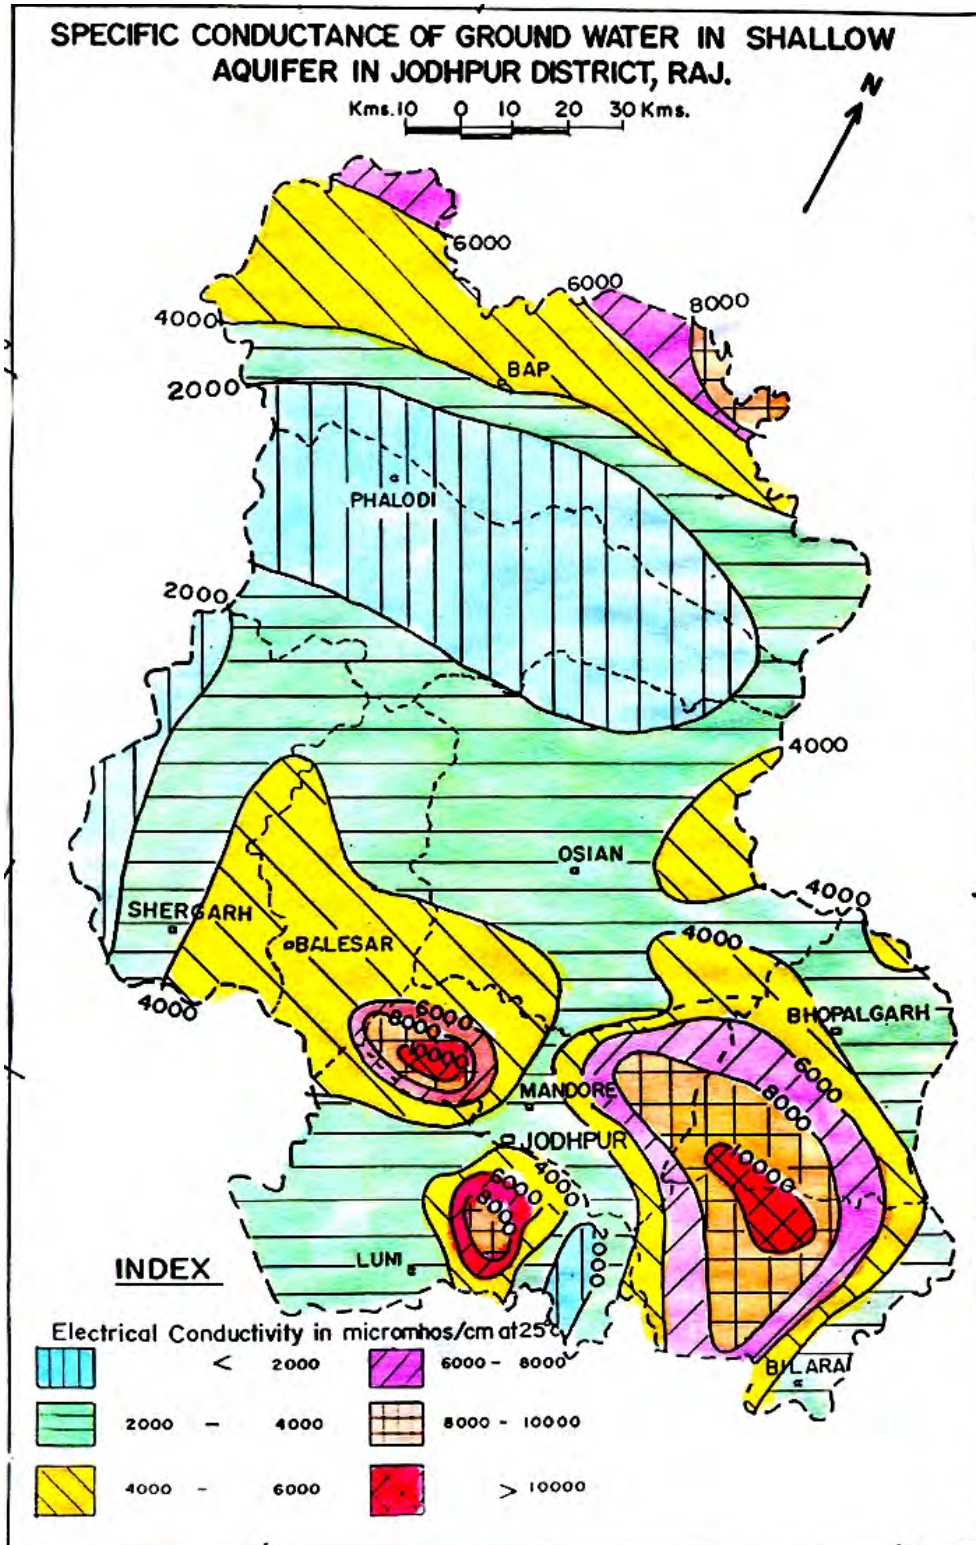 SPECIFIC CONDUCTANCE OF GROUND WATER IN SHALLOW
AQUIFER IN JODHPUR DISTRICT, RAJ.
Kms. 10 0 10 20 30 Kms.
N
6000
6000
8000
4000
BAP
2000
PHALODI
2000
4000
OSIAN
4000
SHERGARH
4000
BALESAR
4000
6000
8000
10000
BHOPALGARH
6000
8000
MANDORE
JODHPUR
10000
4000
6000
8000
2000
LUNI
INDEX
Electrical Conductivity in micromhos/cm at 25°c
< 2000
6000 - 8000
BILARA
2000 - 4000
8000 - 10000
4000 - 6000
> 10000